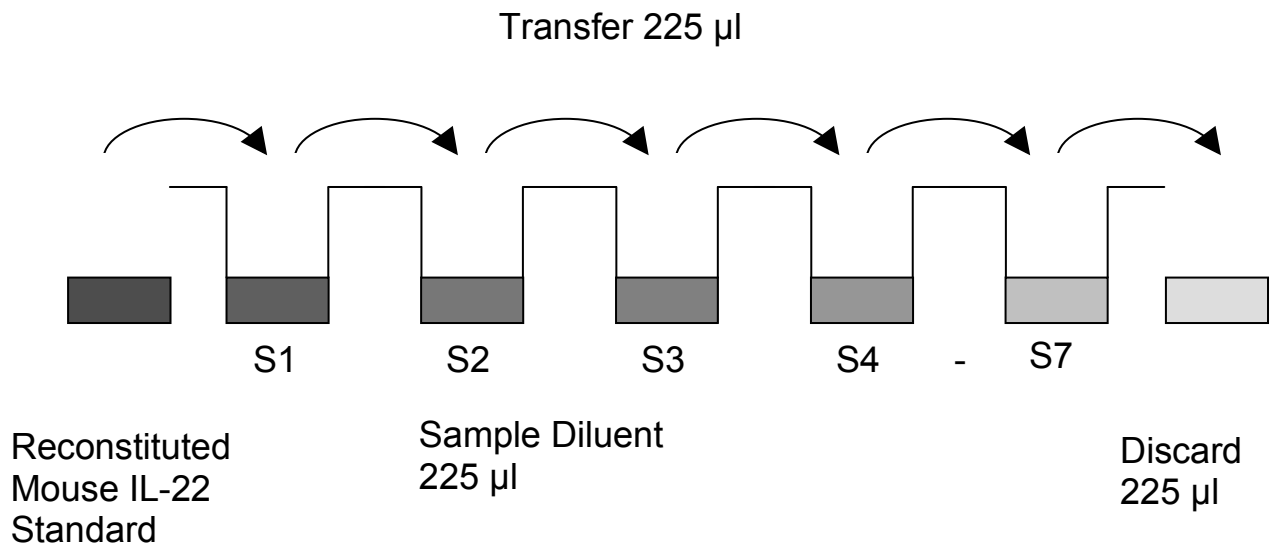 Transfer 225 µl
S1 S2 S3 S4 - S7
Reconstituted
Mouse IL-22
Standard
Sample Diluent
225 µl
Discard
225 µl